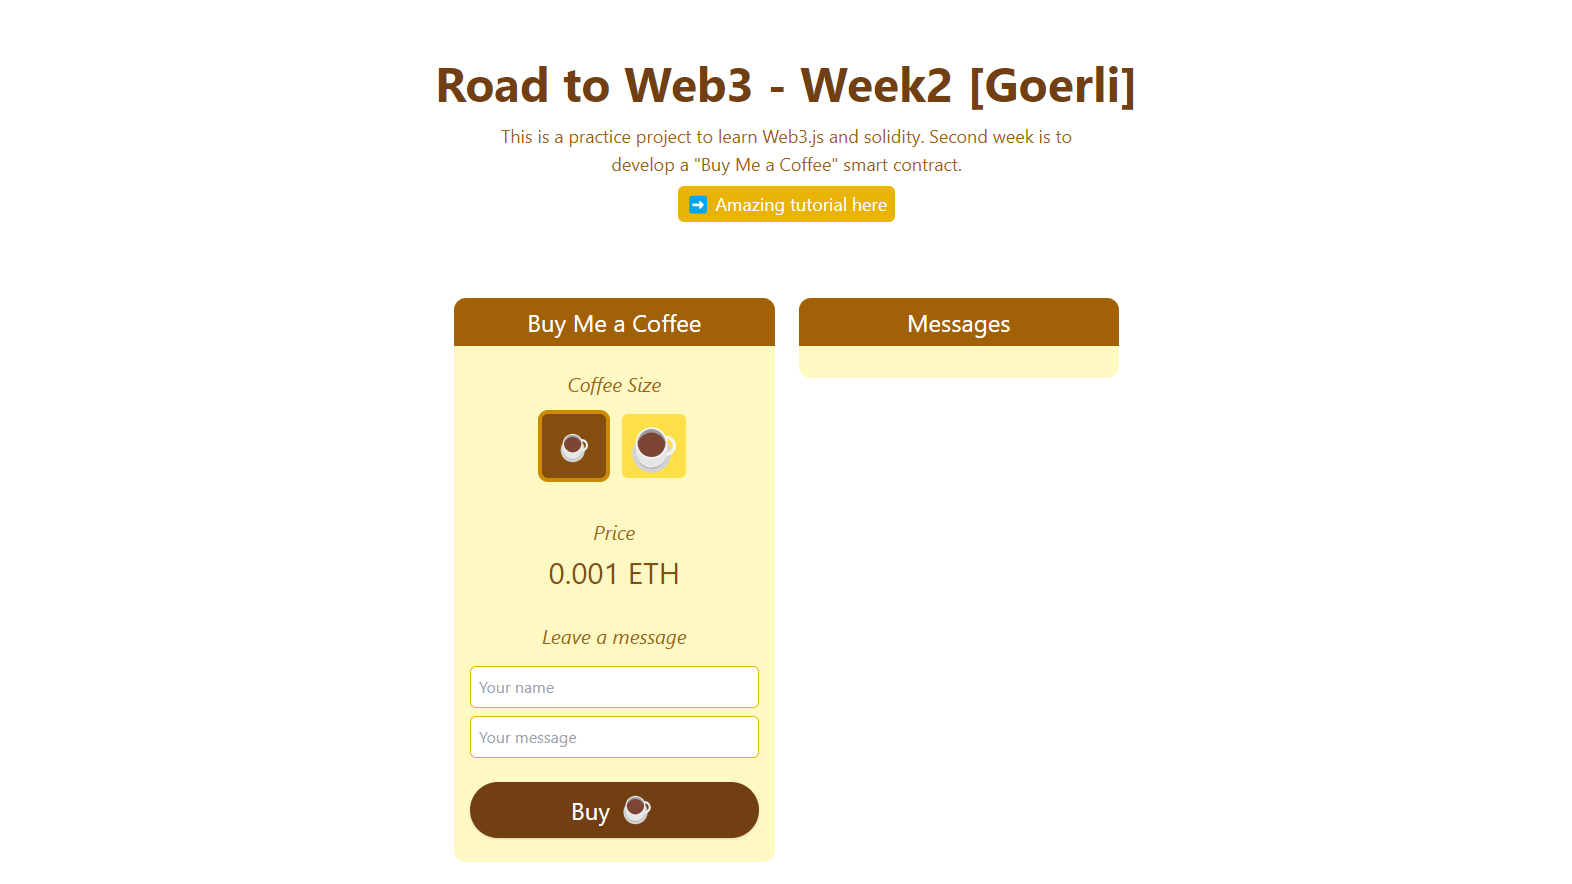 Road to Web3 - Week2 [Goerli]
This is a practice project to learn Web3.js and solidity. Second week is to
develop a "Buy Me a Coffee" smart contract.
➡️ Amazing tutorial here
Buy Me a Coffee
Coffee Size
Price
0.001 ETH
Leave a message
Your name
Your message
Buy
Messages